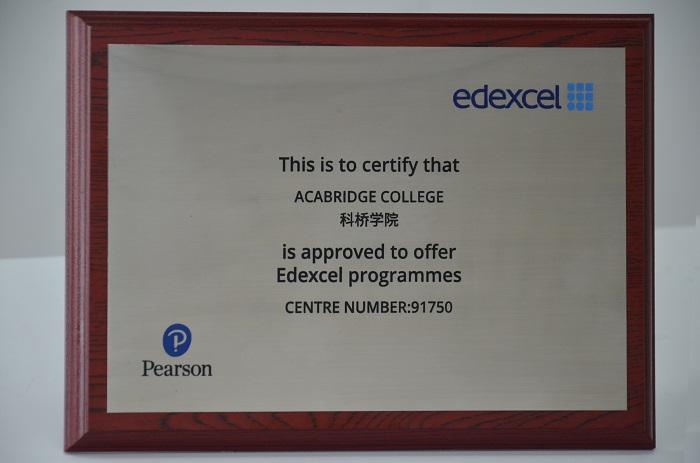 edexcel
This is to certify that
ACABRIDGE COLLEGE
科桥学院
is approved to offer
Edexcel programmes
CENTRE NUMBER:91750
P
Pearson